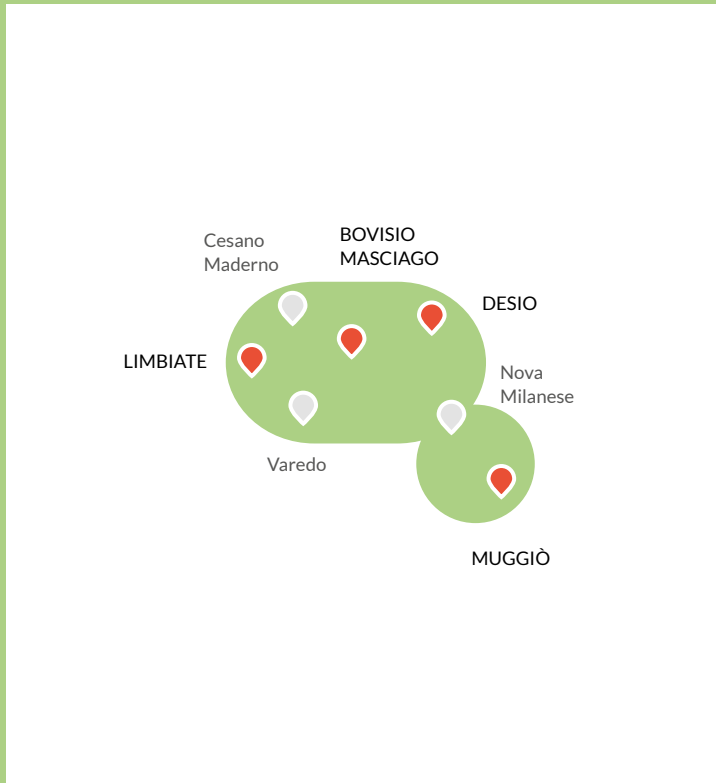 Cesano
Maderno
BOVISIO
MASCIAGO
DESIO
LIMBIATE
Nova
Milanese
Varedo
MUGGIÒ